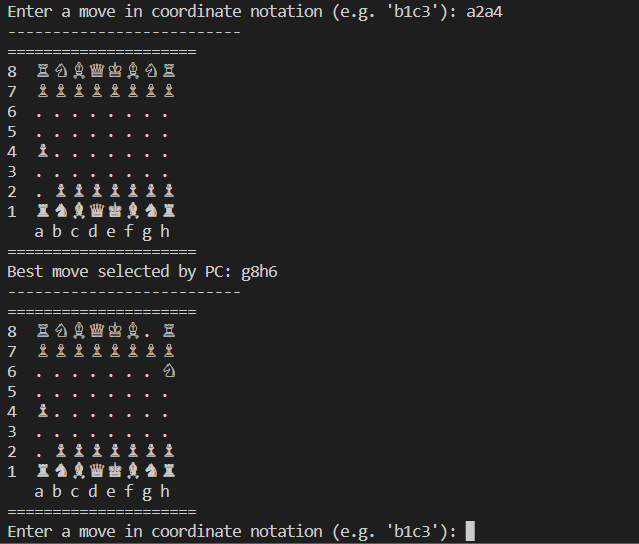 Enter a move in coordinate notation (e.g. 'b1c3'): a2a4
--------------------------
=====================
8 ♖♘♗♕♔♗♘♖
7 ♙♙♙♙♙♙♙♙
6 . . . . . . . .
5 . . . . . . . .
4 ♟. . . . . . .
3 . . . . . . . .
2 . ♟♟♟♟♟♟♟
1 ♜♞♝♛♚♝♞♜
a b c d e f g h
=====================
Best move selected by PC: g8h6
--------------------------
=====================
8 ♖♘♗♕♔♗. ♖
7 ♙♙♙♙♙♙♙♙
6 . . . . . . . ♘
5 . . . . . . . .
4 ♟. . . . . . .
3 . . . . . . . .
2 . ♟♟♟♟♟♟♟
1 ♜♞♝♛♚♝♞♜
a b c d e f g h
=====================
Enter a move in coordinate notation (e.g. 'b1c3'):